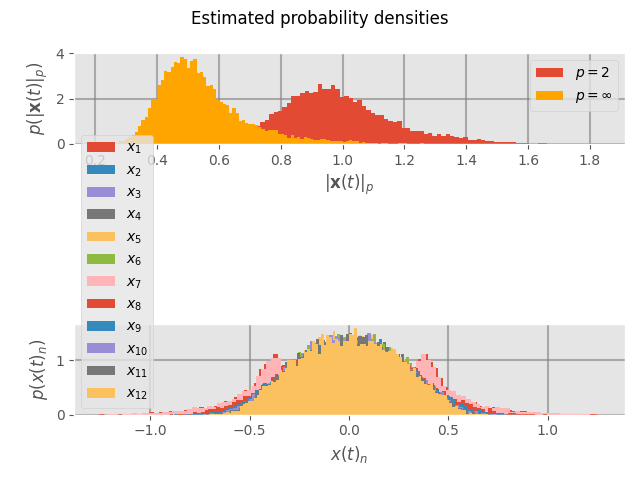 Estimated probability densities
p(|x(t)|ₚ)
4
2
0
p = 2
p = ∞
0.2 0.4 0.6 0.8 1.0 1.2 1.4 1.6 1.8
|x(t)|ₚ
x₁
x₂
x₃
x₄
x₅
x₆
x₇
x₈
x₉
x₁₀
x₁₁
x₁₂
p(x(t)ₙ)
1
0
−1.0 −0.5 0.0 0.5 1.0
x(t)ₙ